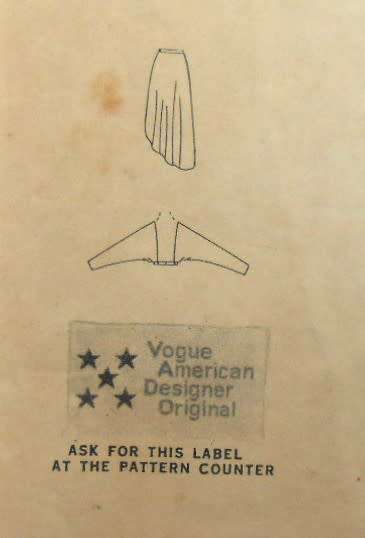 Vogue
American
Designer
Original
ASK FOR THIS LABEL
AT THE PATTERN COUNTER